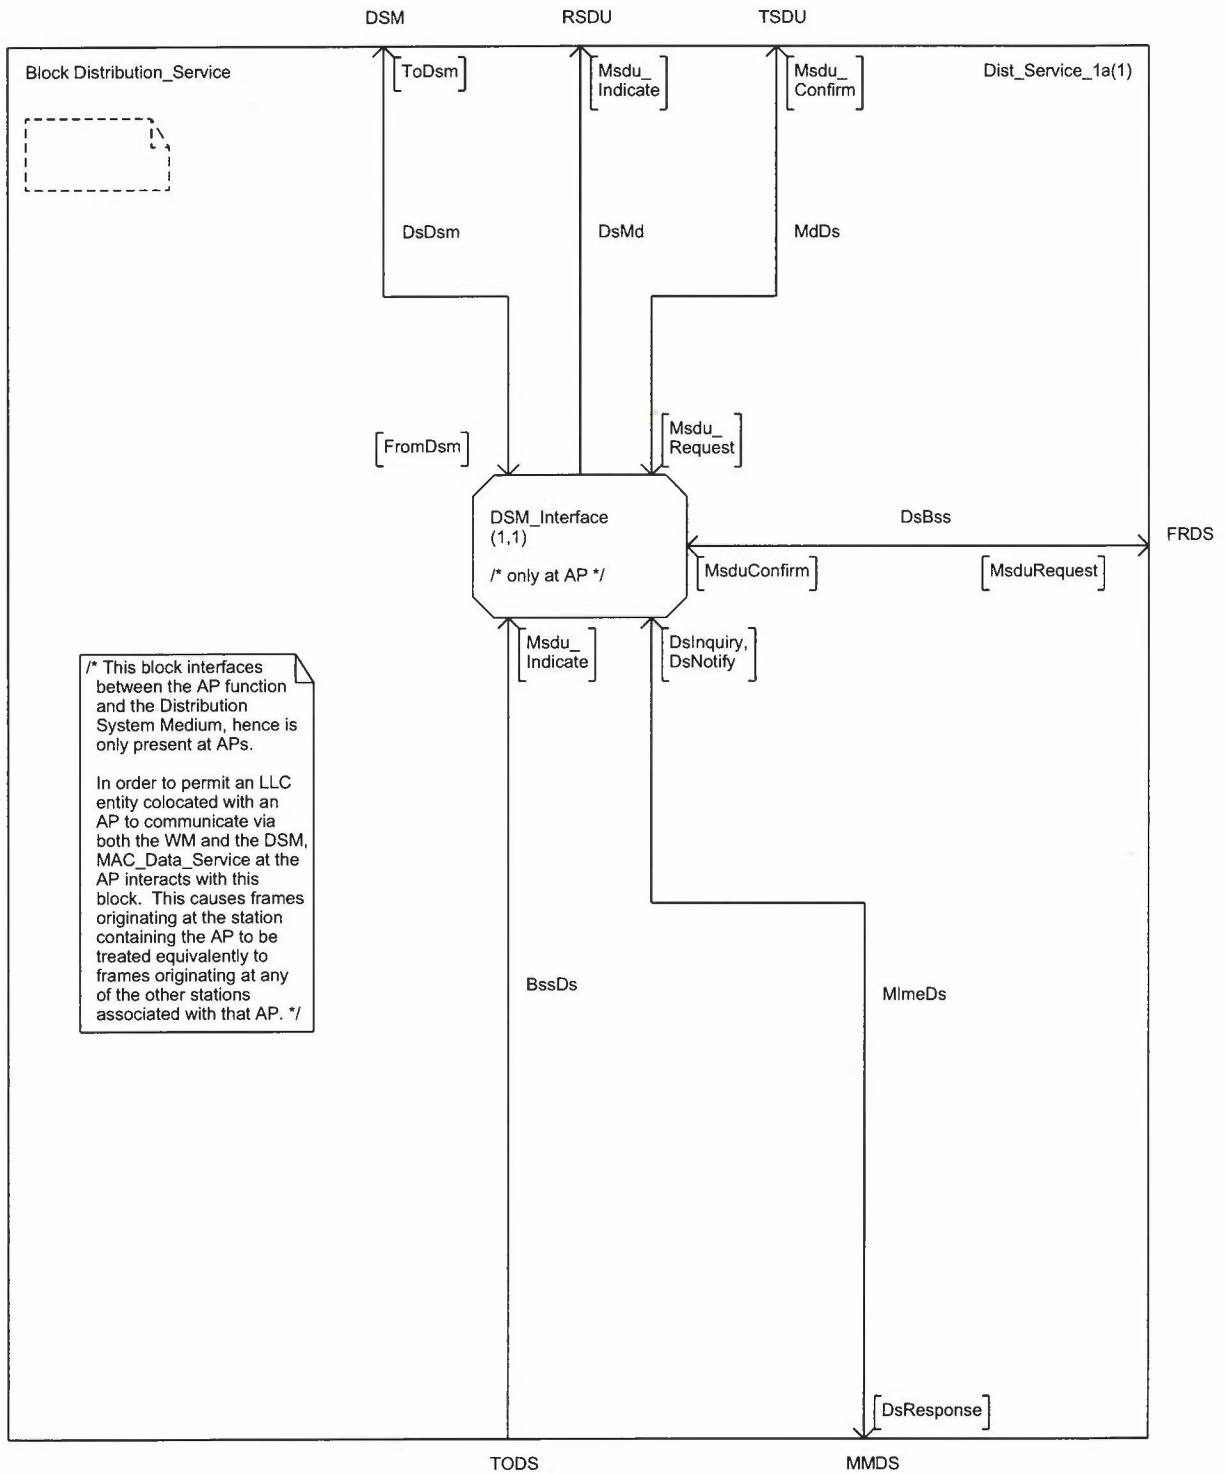 DSM
RSDU
TSDU
Block Distribution_Service
ToDsm
Msdu_
Indicate
Msdu_
Confirm
Dist_Service_1a(1)
DsDsm
DsMd
MdDs
FromDsm
Msdu_
Request
DSM_Interface
(1,1)
/* only at AP */
DsBss
FRDS
MsduConfirm
MsduRequest
Msdu_
Indicate
DsInquiry,
DsNotify
/* This block interfaces
between the AP function
and the Distribution
System Medium, hence is
only present at APs.
In order to permit an LLC
entity colocated with an
AP to communicate via
both the WM and the DSM,
MAC_Data_Service at the
AP interacts with this
block. This causes frames
originating at the station
containing the AP to be
treated equivalently to
frames originating at any
of the other stations
associated with that AP. */
BssDs
MlmeDs
DsResponse
TODS
MMDS